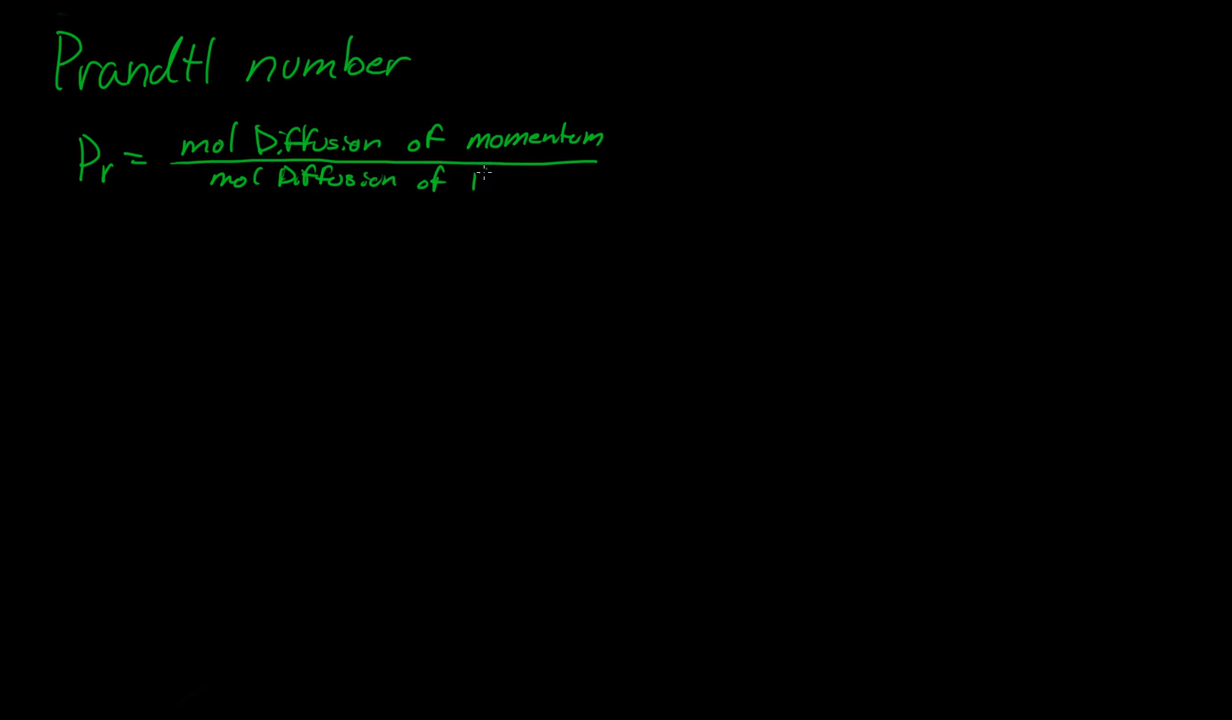 Prandtl number
Pr = mol Diffusion of momentum
mol Diffusion of